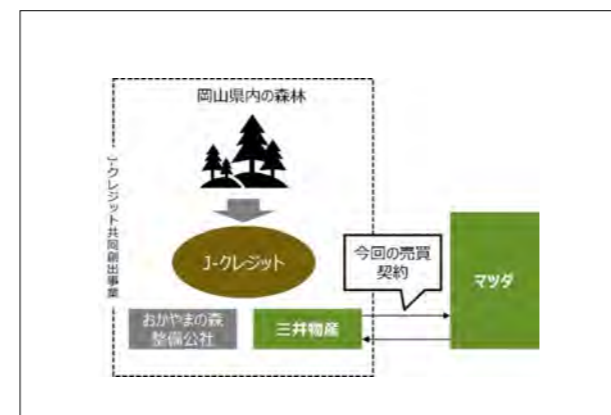 岡山県内の森林
J-クレジット共同創出事業
J-クレジット
今回の売買
契約
マツダ
おかやまの森
整備公社
三井物産